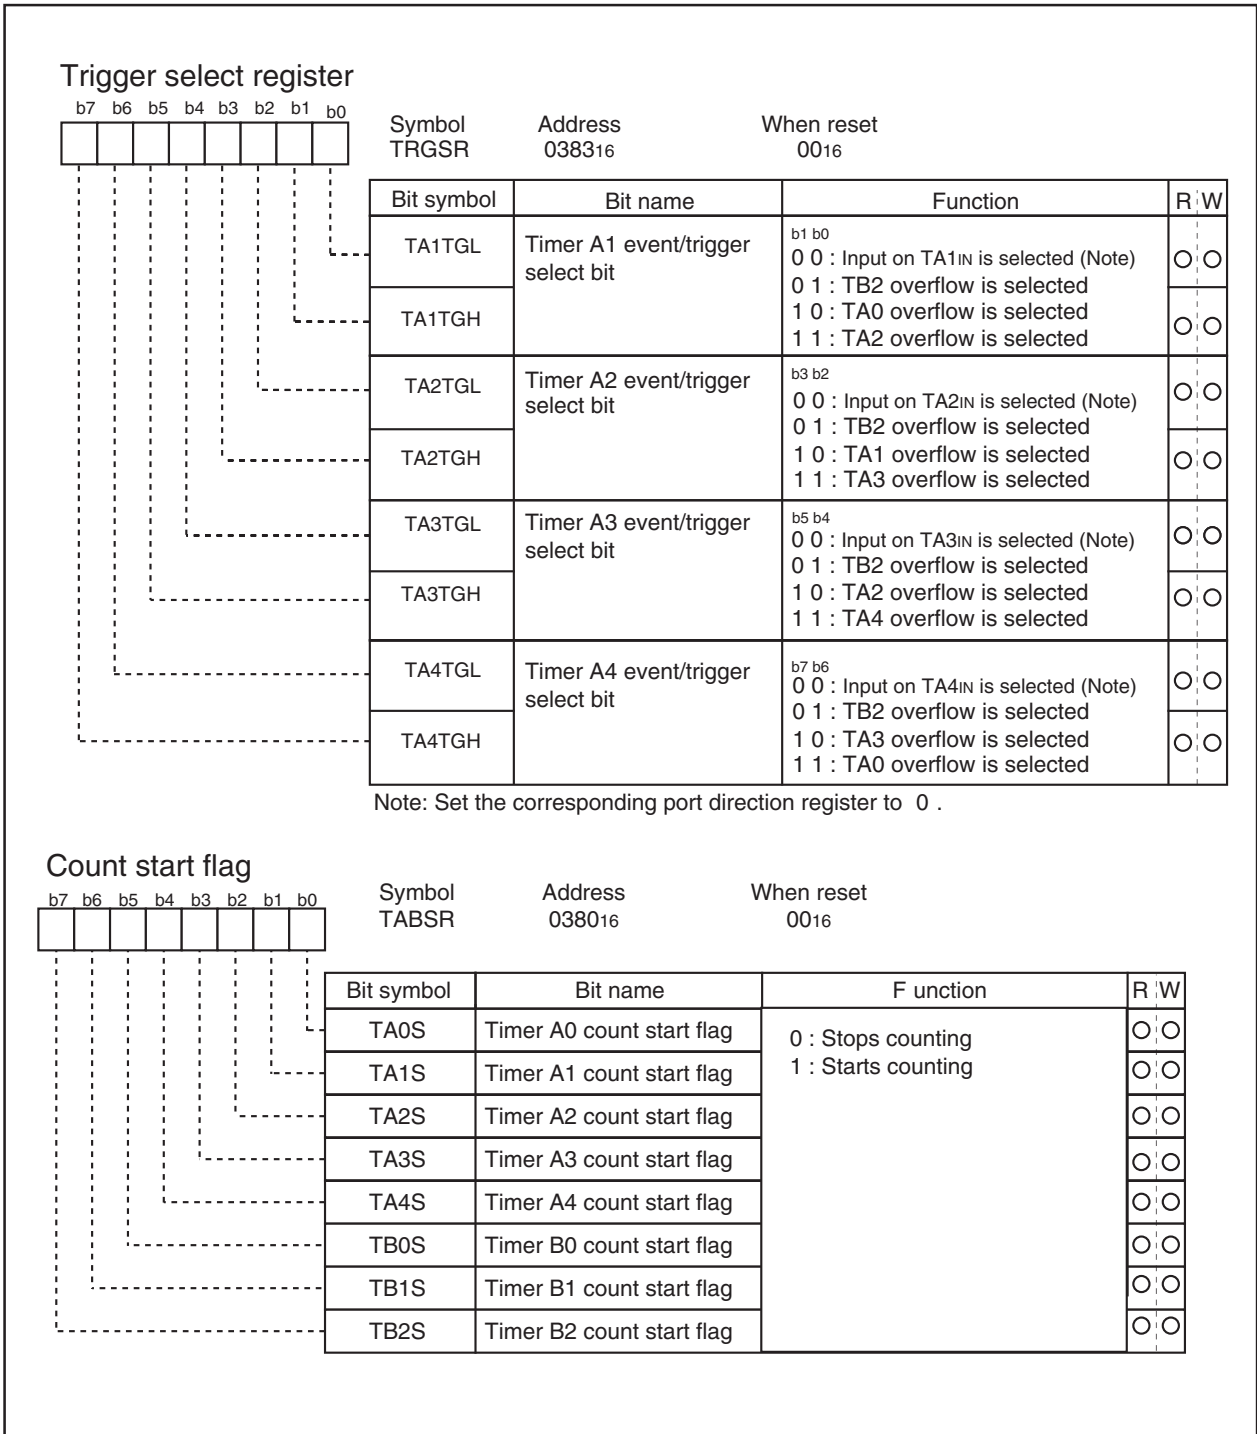 Trigger select register
b7 b6 b5 b4 b3 b2 b1 b0
Symbol Address When reset
TRGSR 038316 0016
Bit symbol Bit name Function R W
TA1TGL Timer A1 event/trigger select bit
b1 b0
0 0 : Input on TA1IN is selected (Note)
0 1 : TB2 overflow is selected
TA1TGH
1 0 : TA0 overflow is selected
1 1 : TA2 overflow is selected
TA2TGL Timer A2 event/trigger select bit
b3 b2
0 0 : Input on TA2IN is selected (Note)
0 1 : TB2 overflow is selected
TA2TGH
1 0 : TA1 overflow is selected
1 1 : TA3 overflow is selected
TA3TGL Timer A3 event/trigger select bit
b5 b4
0 0 : Input on TA3IN is selected (Note)
0 1 : TB2 overflow is selected
TA3TGH
1 0 : TA2 overflow is selected
1 1 : TA4 overflow is selected
TA4TGL Timer A4 event/trigger select bit
b7 b6
0 0 : Input on TA4IN is selected (Note)
0 1 : TB2 overflow is selected
TA4TGH
1 0 : TA3 overflow is selected
1 1 : TA0 overflow is selected
Note: Set the corresponding port direction register to 0 .
Count start flag
b7 b6 b5 b4 b3 b2 b1 b0
Symbol Address When reset
TABSR 038016 0016
Bit symbol Bit name F unction R W
TA0S Timer A0 count start flag
0 : Stops counting
1 : Starts counting
TA1S Timer A1 count start flag
TA2S Timer A2 count start flag
TA3S Timer A3 count start flag
TA4S Timer A4 count start flag
TB0S Timer B0 count start flag
TB1S Timer B1 count start flag
TB2S Timer B2 count start flag